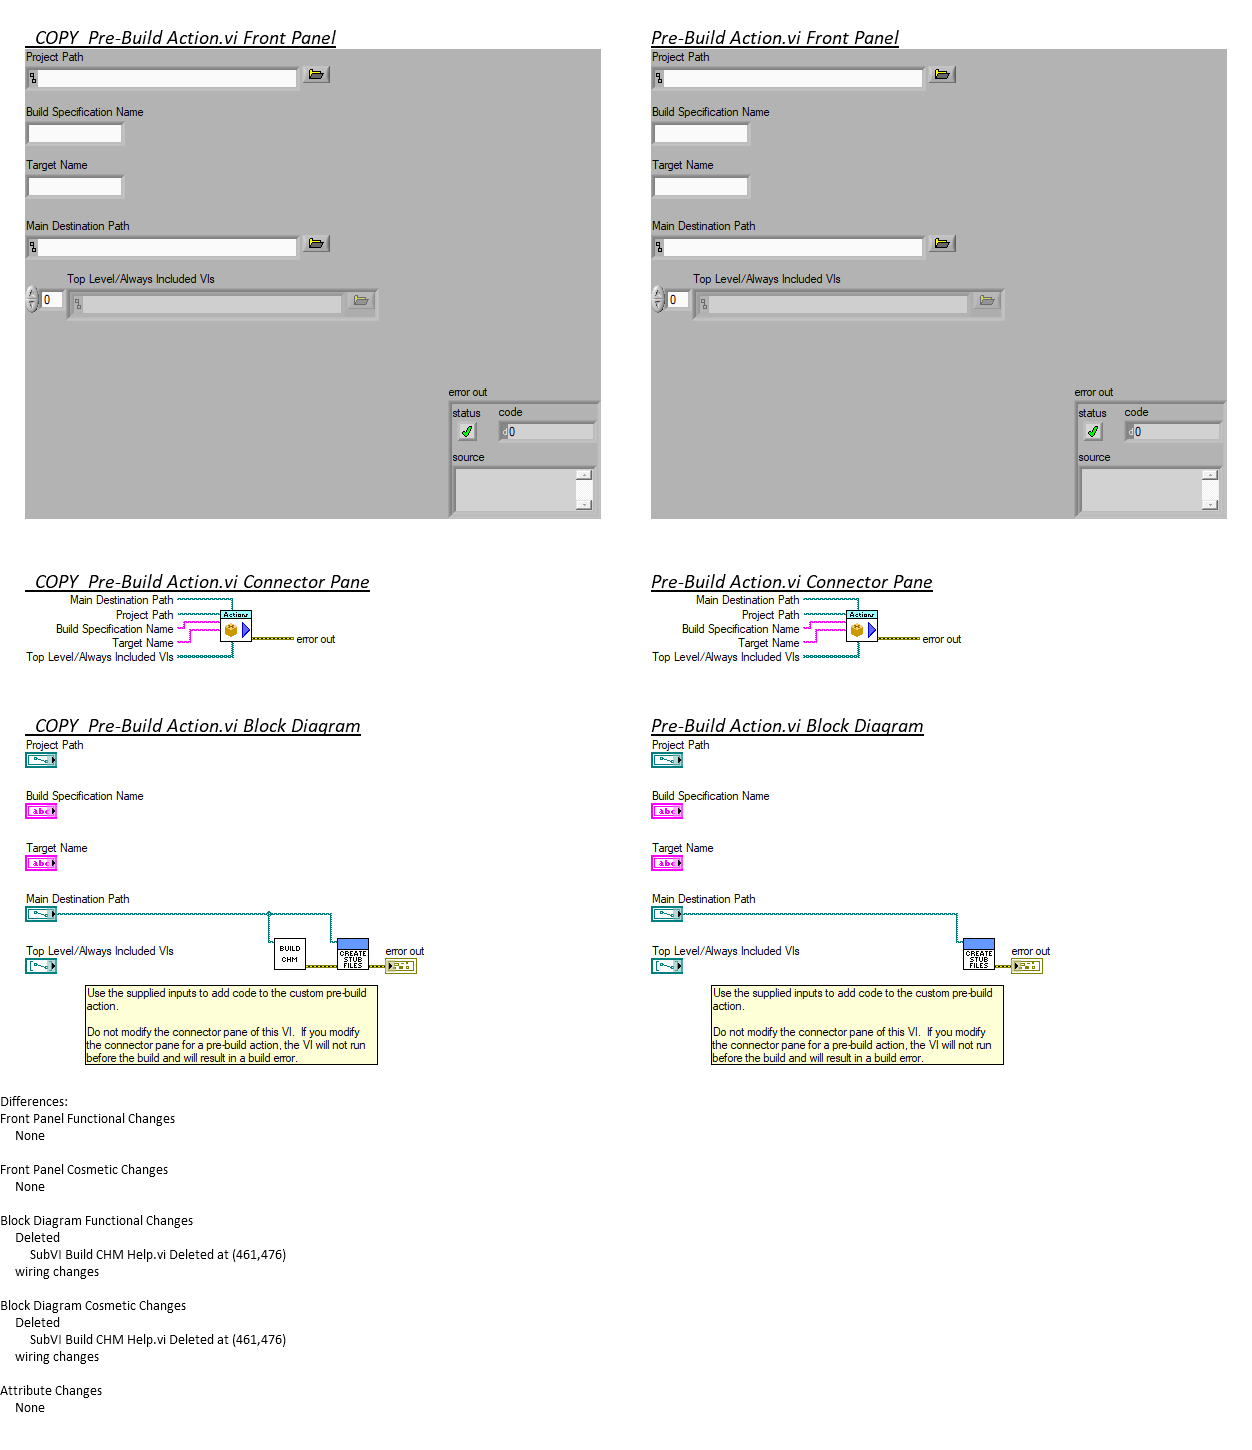 _COPY_Pre-Build Action.vi Front Panel
Project Path
Build Specification Name
Target Name
Main Destination Path
Top Level/Always Included VIs
0
error out
status code
0
source
Pre-Build Action.vi Front Panel
Project Path
Build Specification Name
Target Name
Main Destination Path
Top Level/Always Included VIs
0
error out
status code
0
source
_COPY_Pre-Build Action.vi Connector Pane
Main Destination Path
Actions
Project Path
Build Specification Name
Target Name
error out
Top Level/Always Included VIs
Pre-Build Action.vi Connector Pane
Main Destination Path
Actions
Project Path
Build Specification Name
Target Name
error out
Top Level/Always Included VIs
_COPY_Pre-Build Action.vi Block Diagram
Project Path
Build Specification Name
abc
Target Name
abc
Main Destination Path
Top Level/Always Included VIs
BUILD
CHM
CREATE
STUB
FILES
error out
Use the supplied inputs to add code to the custom pre-build
action.
Do not modify the connector pane of this VI. If you modify
the connector pane for a pre-build action, the VI will not run
before the build and will result in a build error.
Pre-Build Action.vi Block Diagram
Project Path
Build Specification Name
abc
Target Name
abc
Main Destination Path
Top Level/Always Included VIs
CREATE
STUB
FILES
error out
Use the supplied inputs to add code to the custom pre-build
action.
Do not modify the connector pane of this VI. If you modify
the connector pane for a pre-build action, the VI will not run
before the build and will result in a build error.
Differences:
Front Panel Functional Changes
None
Front Panel Cosmetic Changes
None
Block Diagram Functional Changes
Deleted
SubVI Build CHM Help.vi Deleted at (461,476)
wiring changes
Block Diagram Cosmetic Changes
Deleted
SubVI Build CHM Help.vi Deleted at (461,476)
wiring changes
Attribute Changes
None